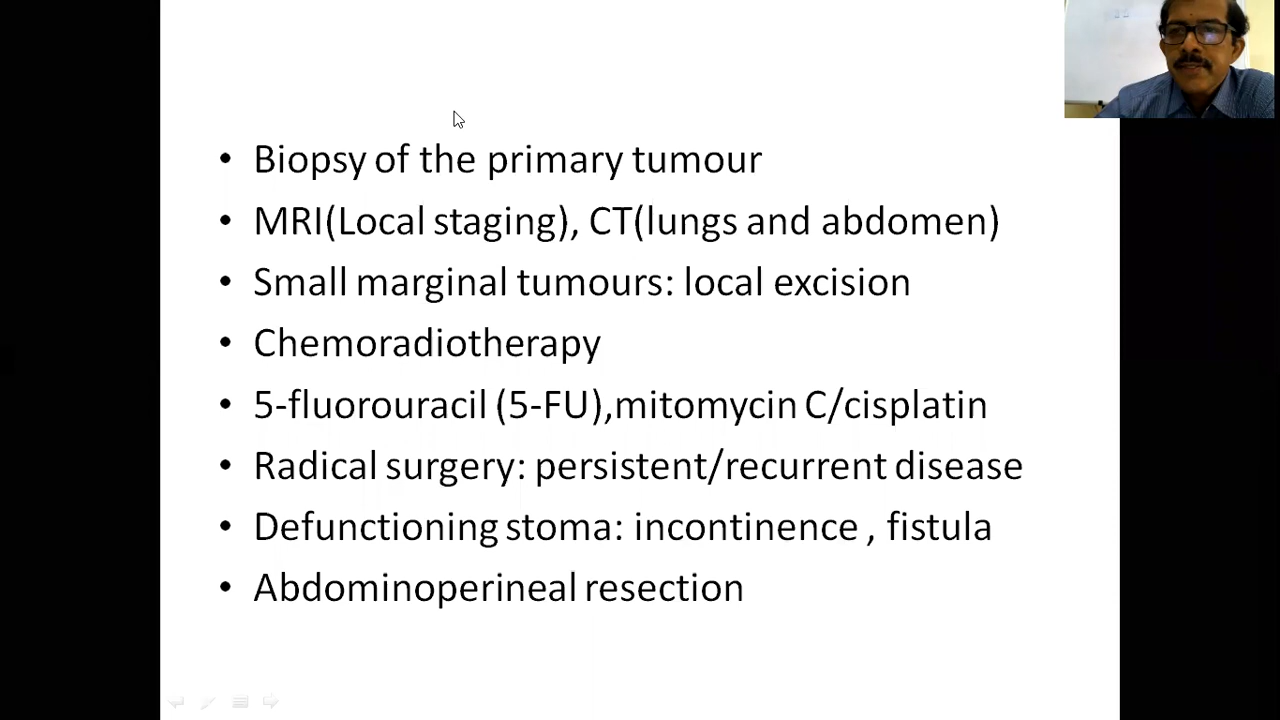 • Biopsy of the primary tumour
• MRI(Local staging), CT(lungs and abdomen)
• Small marginal tumours: local excision
• Chemoradiotherapy
• 5-fluorouracil (5-FU),mitomycin C/cisplatin
• Radical surgery: persistent/recurrent disease
• Defunctioning stoma: incontinence , fistula
• Abdominoperineal resection